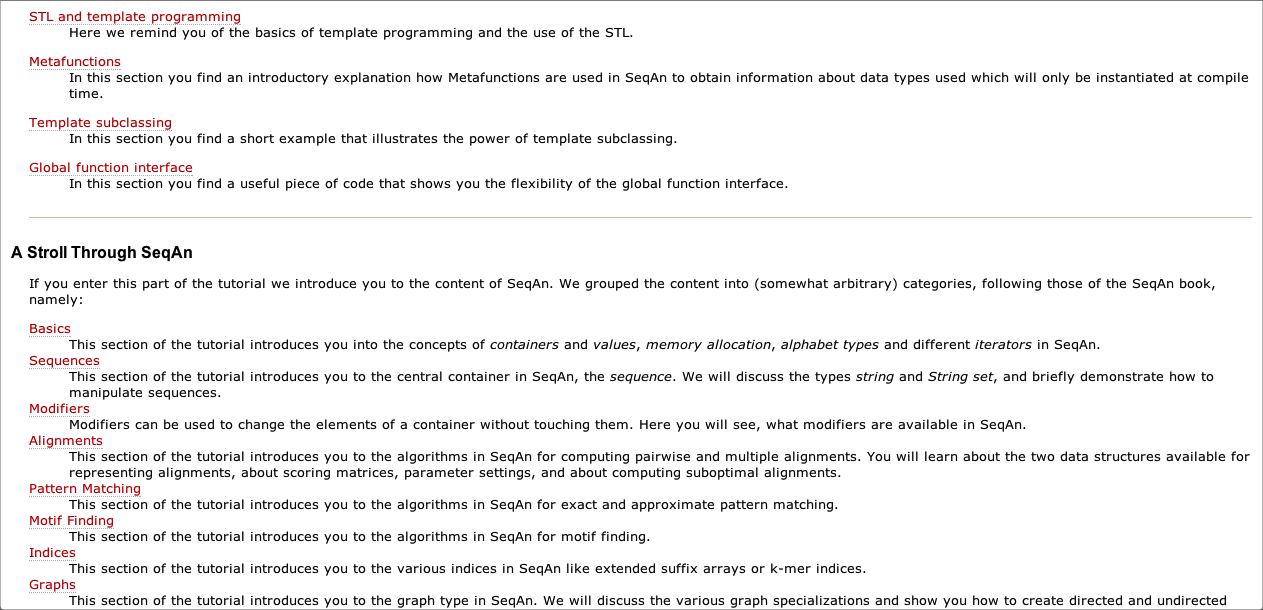 STL and template programming
Here we remind you of the basics of template programming and the use of the STL.
Metafunctions
In this section you find an introductory explanation how Metafunctions are used in SeqAn to obtain information about data types used which will only be instantiated at compile
time.
Template subclassing
In this section you find a short example that illustrates the power of template subclassing.
Global function interface
In this section you find a useful piece of code that shows you the flexibility of the global function interface.
A Stroll Through SeqAn
If you enter this part of the tutorial we introduce you to the content of SeqAn. We grouped the content into (somewhat arbitrary) categories, following those of the SeqAn book,
namely:
Basics
This section of the tutorial introduces you into the concepts of containers and values, memory allocation, alphabet types and different iterators in SeqAn.
Sequences
This section of the tutorial introduces you to the central container in SeqAn, the sequence. We will discuss the types string and String set, and briefly demonstrate how to
manipulate sequences.
Modifiers
Modifiers can be used to change the elements of a container without touching them. Here you will see, what modifiers are available in SeqAn.
Alignments
This section of the tutorial introduces you to the algorithms in SeqAn for computing pairwise and multiple alignments. You will learn about the two data structures available for
representing alignments, about scoring matrices, parameter settings, and about computing suboptimal alignments.
Pattern Matching
This section of the tutorial introduces you to the algorithms in SeqAn for exact and approximate pattern matching.
Motif Finding
This section of the tutorial introduces you to the algorithms in SeqAn for motif finding.
Indices
This section of the tutorial introduces you to the various indices in SeqAn like extended suffix arrays or k-mer indices.
Graphs
This section of the tutorial introduces you to the graph type in SeqAn. We will discuss the various graph specializations and show you how to create directed and undirected